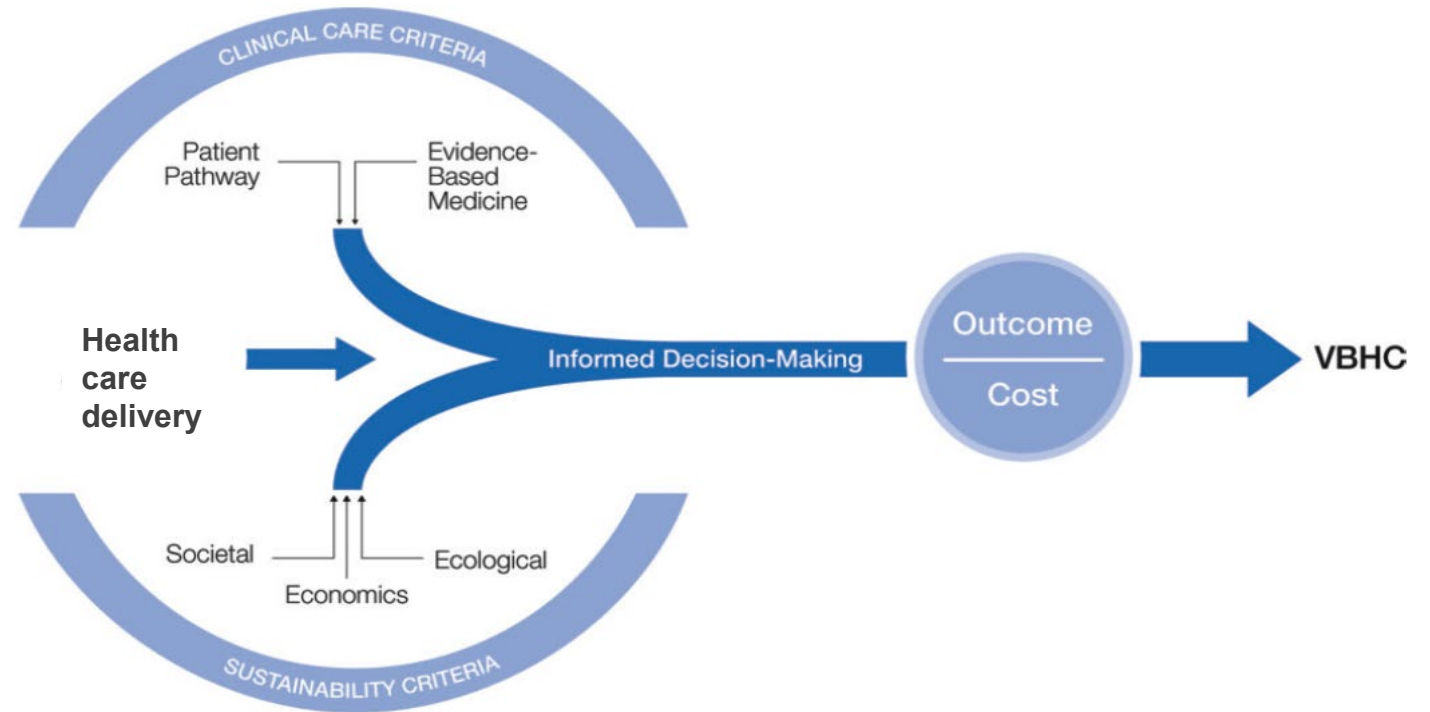 CLINICAL CARE CRITERIA
Patient
Pathway
Evidence-
Based
Medicine
Health
care
delivery
Informed Decision-Making
Outcome
Cost
VBHC
Societal
Economics
Ecological
SUSTAINABILITY CRITERIA